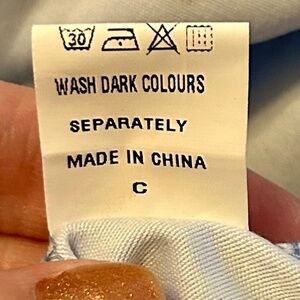 30
WASH DARK COLOURS
SEPARATELY
MADE IN CHINA
C